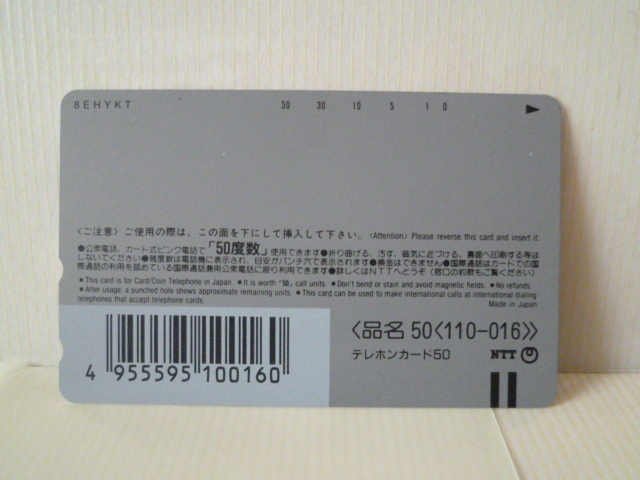 8EHYKT 50 30 10 5 1 0
〈ご注意〉ご使用の際は、この面を下にして挿入して下さい。〈Attention〉Please reverse this card and insert it
●公衆電話、カード式ピンク電話で「50度数」使用できます●折り曲げる、汚す、磁気に近づける、裏面へ印刷する等は
しないでください●残度数は電話機に表示され、目安がパンチ穴で表示されます●換金はできません●国際通話はカードでの国
際通話の利用を認めている国際通話兼用公衆電話に限り利用できます●詳しくはNTTへどうぞ(窓口の約款もご覧ください)
■ This card is for Card/Coin Telephone in Japan. ■ It is worth "50" call units. ■ Don't bend or stain and avoid magnetic fields. ■ No refunds.
■ After usage, a punched hole shows approximate remaining units. ■ This card can be used to make international calls at international dialing
telephones that accept telephone cards. Made in Japan
〈品名 50〈110-016〉〉
テレホンカード50 NTT
4 955595 100160